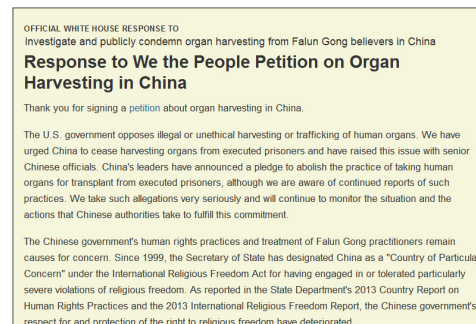 OFFICIAL WHITE HOUSE RESPONSE TO
Investigate and publicly condemn organ harvesting from Falun Gong believers in China
Response to We the People Petition on Organ
Harvesting in China
Thank you for signing a petition about organ harvesting in China.
The U.S. government opposes illegal or unethical harvesting or trafficking of human organs. We have
urged China to cease harvesting organs from executed prisoners and have raised this issue with senior
Chinese officials. China's leaders have announced a pledge to abolish the practice of taking human
organs for transplant from executed prisoners, although we are aware of continued reports of such
practices. We take such allegations very seriously and will continue to monitor the situation and the
actions that Chinese authorities take to fulfill this commitment.
The Chinese government's human rights practices and treatment of Falun Gong practitioners remain
causes for concern. Since 1999, the Secretary of State has designated China as a "Country of Particula
Concern" under the International Religious Freedom Act for having engaged in or tolerated particularly
severe violations of religious freedom. As reported in the State Department's 2013 Country Report on
Human Rights Practices and the 2013 International Religious Freedom Report, the Chinese government's
respect for and protection of the right to religious freedom have deteriorated.